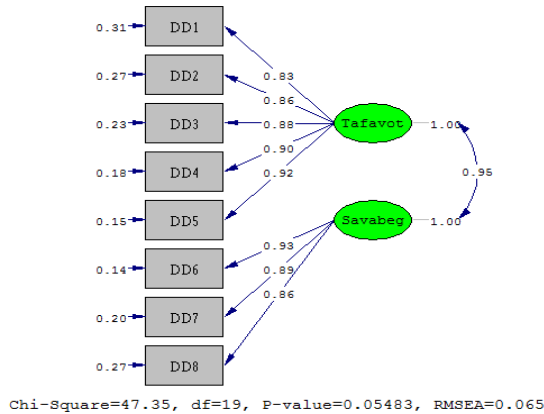 0.31 DD1
0.83
0.27 DD2
0.86
0.23 DD3 0.88 Tafavot 1.00
0.90
0.18 DD4 0.95
0.92
0.15 DD5 Savabeg 1.00
0.93
0.14 DD6
0.89
0.86
0.20 DD7
0.27 DD8
Chi-Square=47.35, df=19, P-value=0.05483, RMSEA=0.065